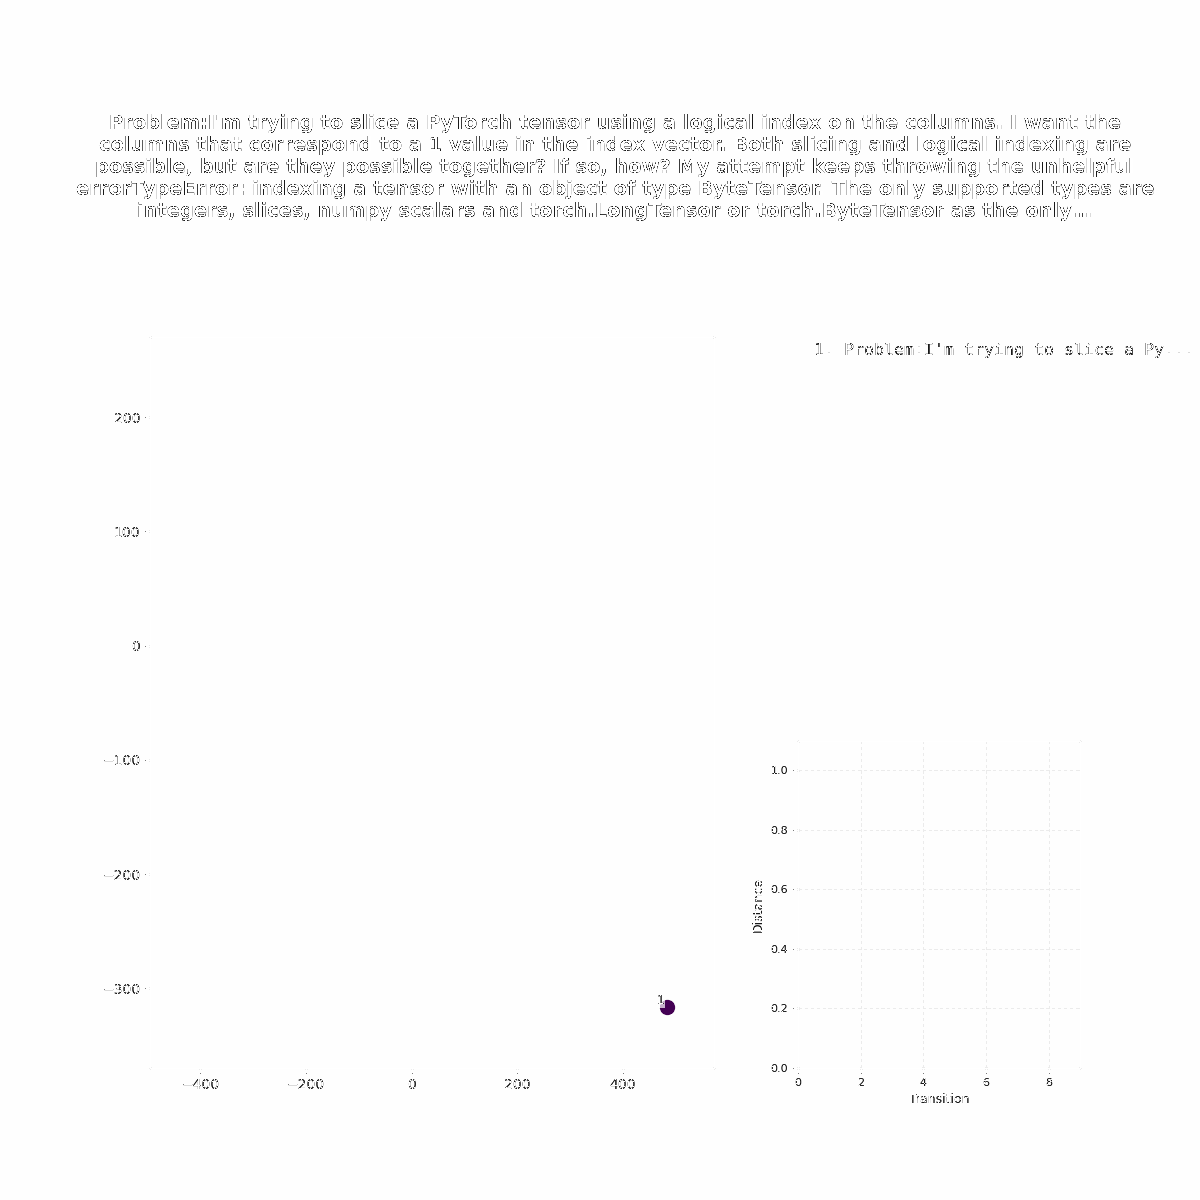 Problem:I'm trying to slice a PyTorch tensor using a logical index on the columns. I want the
columns that correspond to a 1 value in the index vector. Both slicing and logical indexing are
possible, but are they possible together? If so, how? My attempt keeps throwing the unhelpful
errorTypeError: indexing a tensor with an object of type ByteTensor. The only supported types are
integers, slices, numpy scalars and torch.LongTensor or torch.ByteTensor as the only...
1. Problem:I'm trying to slice a Py...
200
100
0
−100
−200
−300
−400
−200
0
200
400
1
1.0
0.8
0.6
0.4
0.2
0.0
0
2
4
6
8
Distance
Transition